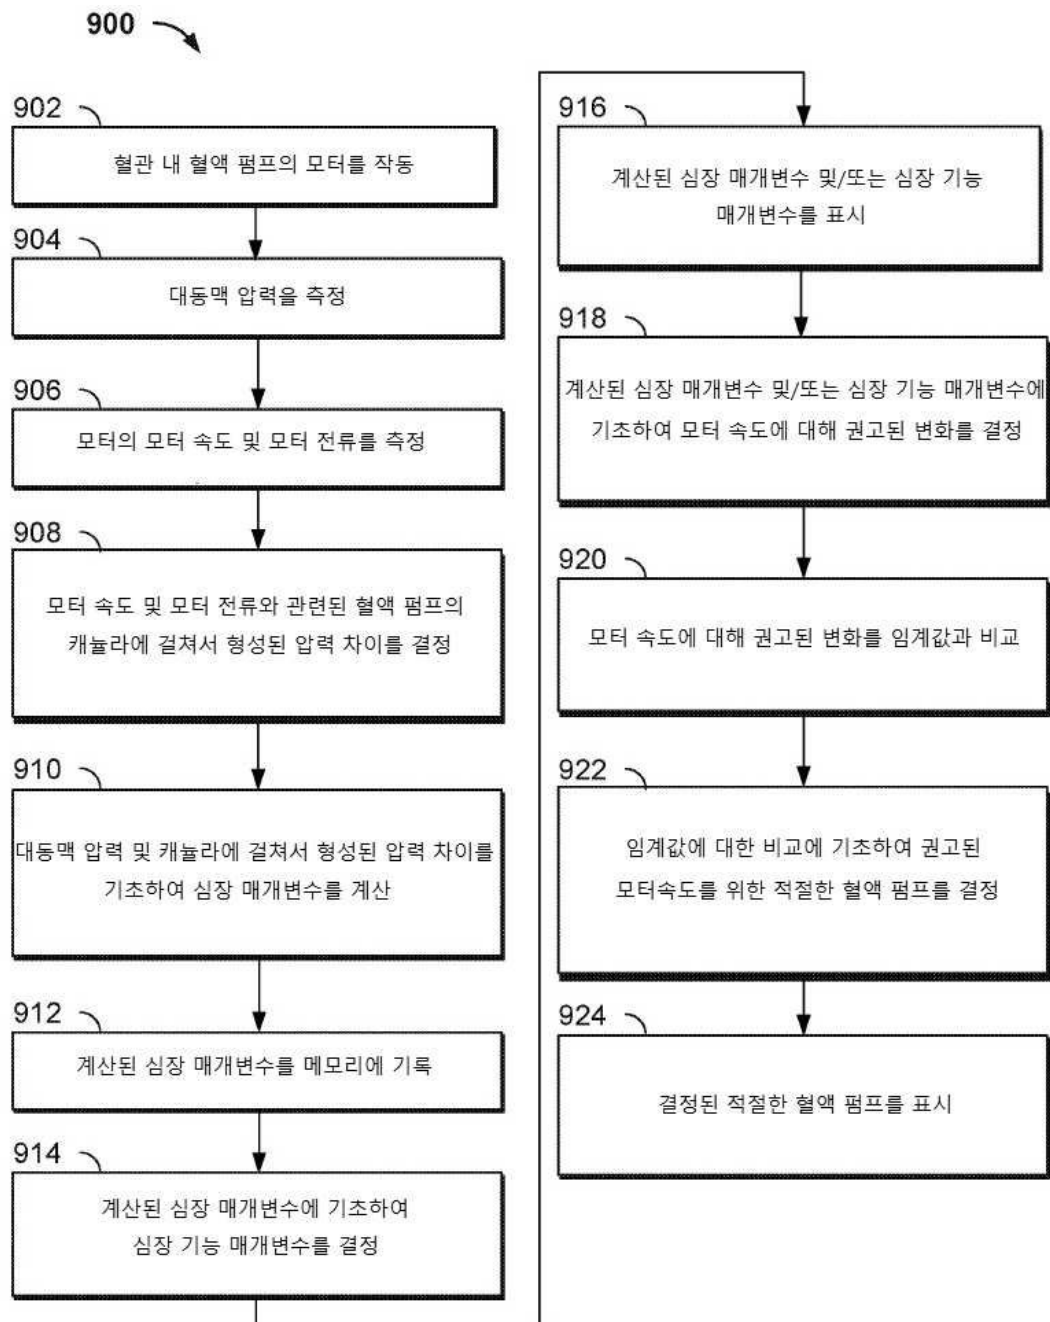 900
902
혈관 내 혈액 펌프의 모터를 작동
904
대동맥 압력을 측정
906
모터의 모터 속도 및 모터 전류를 측정
908
모터 속도 및 모터 전류와 관련된 혈액 펌프의
캐뉼라에 걸쳐서 형성된 압력 차이를 결정
910
대동맥 압력 및 캐뉼라에 걸쳐서 형성된 압력 차이를
기초하여 심장 매개변수를 계산
912
계산된 심장 매개변수를 메모리에 기록
914
계산된 심장 매개변수에 기초하여
심장 기능 매개변수를 결정
916
계산된 심장 매개변수 및/또는 심장 기능
매개변수를 표시
918
계산된 심장 매개변수 및/또는 심장 기능 매개변수에
기초하여 모터 속도에 대해 권고된 변화를 결정
920
모터 속도에 대해 권고된 변화를 임계값과 비교
922
임계값에 대한 비교에 기초하여 권고된
모터속도를 위한 적절한 혈액 펌프를 결정
924
결정된 적절한 혈액 펌프를 표시